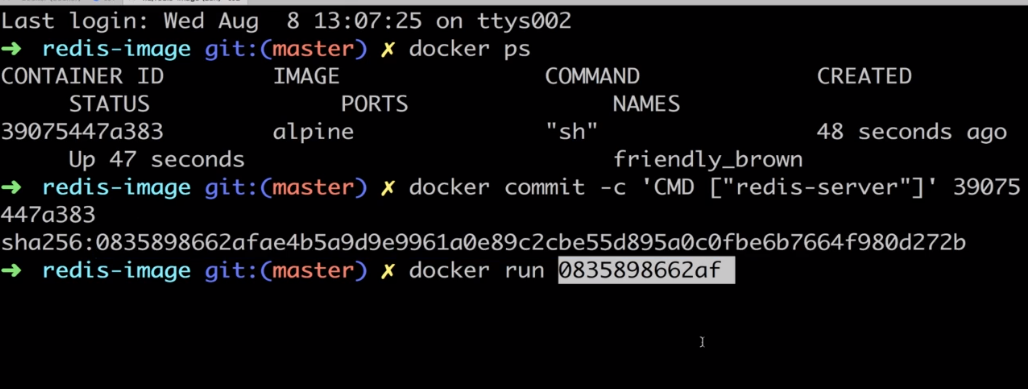 Last login: Wed Aug  8 13:07:25 on ttys002
➜  redis-image git:(master) ✗ docker ps
CONTAINER ID        IMAGE               COMMAND             CREATED
     STATUS              PORTS               NAMES
39075447a383        alpine              "sh"                48 seconds ago
     Up 47 seconds                           friendly_brown
➜  redis-image git:(master) ✗ docker commit -c 'CMD ["redis-server"]' 39075
447a383
sha256:0835898662afae4b5a9d9e9961a0e89c2cbe55d895a0c0fbe6b7664f980d272b
➜  redis-image git:(master) ✗ docker run 0835898662af